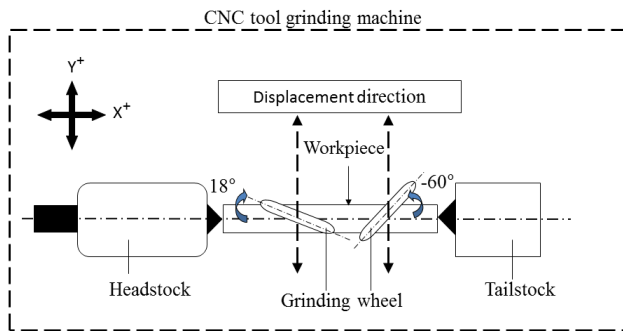 CNC tool grinding machine
Y+
X+
Displacement direction
Workpiece
18°
-60°
Headstock
Grinding wheel
Tailstock